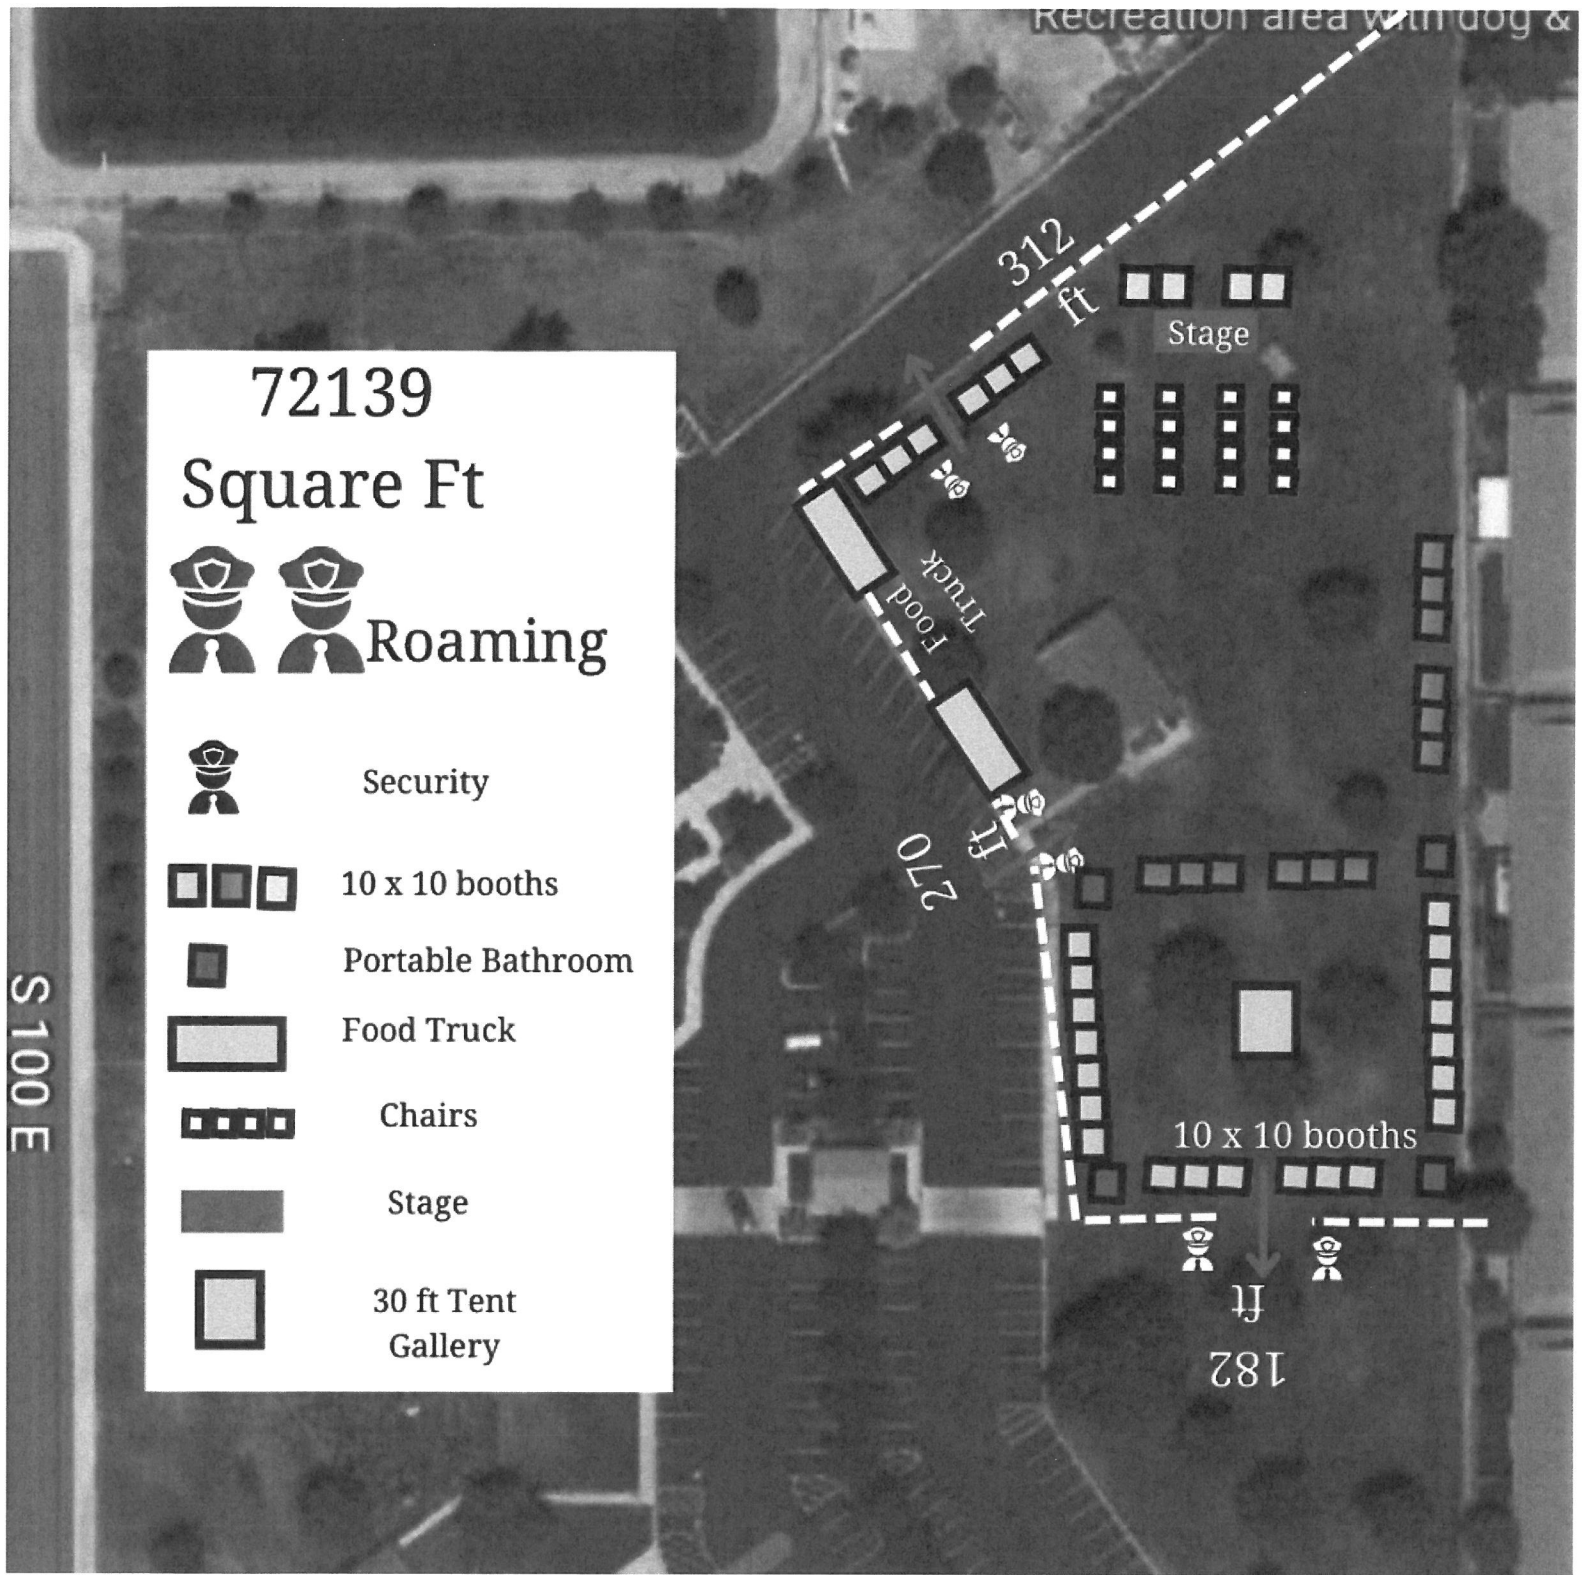 Recreation area with dog &
312
ft
Stage
72139
Square Ft
Roaming
Food
Truck
Security
270
ft
10 x 10 booths
Portable Bathroom
Food Truck
S 100 E
Chairs
10 x 10 booths
Stage
30 ft Tent
Gallery
ft
182